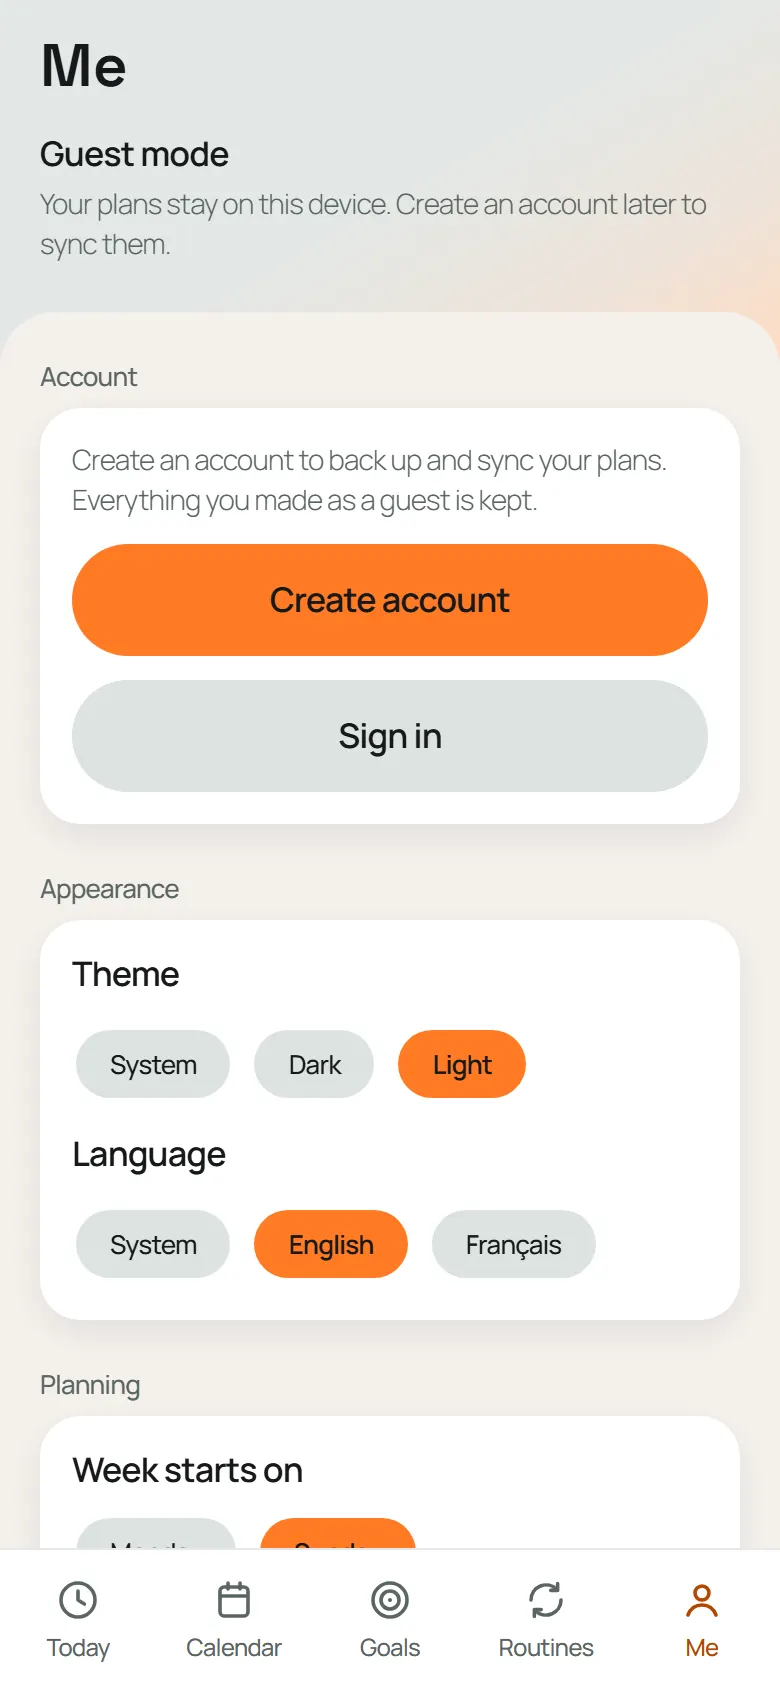 Me
Guest mode
Your plans stay on this device. Create an account later to
sync them.
Account
Create an account to back up and sync your plans.
Everything you made as a guest is kept.
Create account
Sign in
Appearance
Theme
System Dark Light
Language
System English Français
Planning
Week starts on
Today Calendar Goals Routines Me